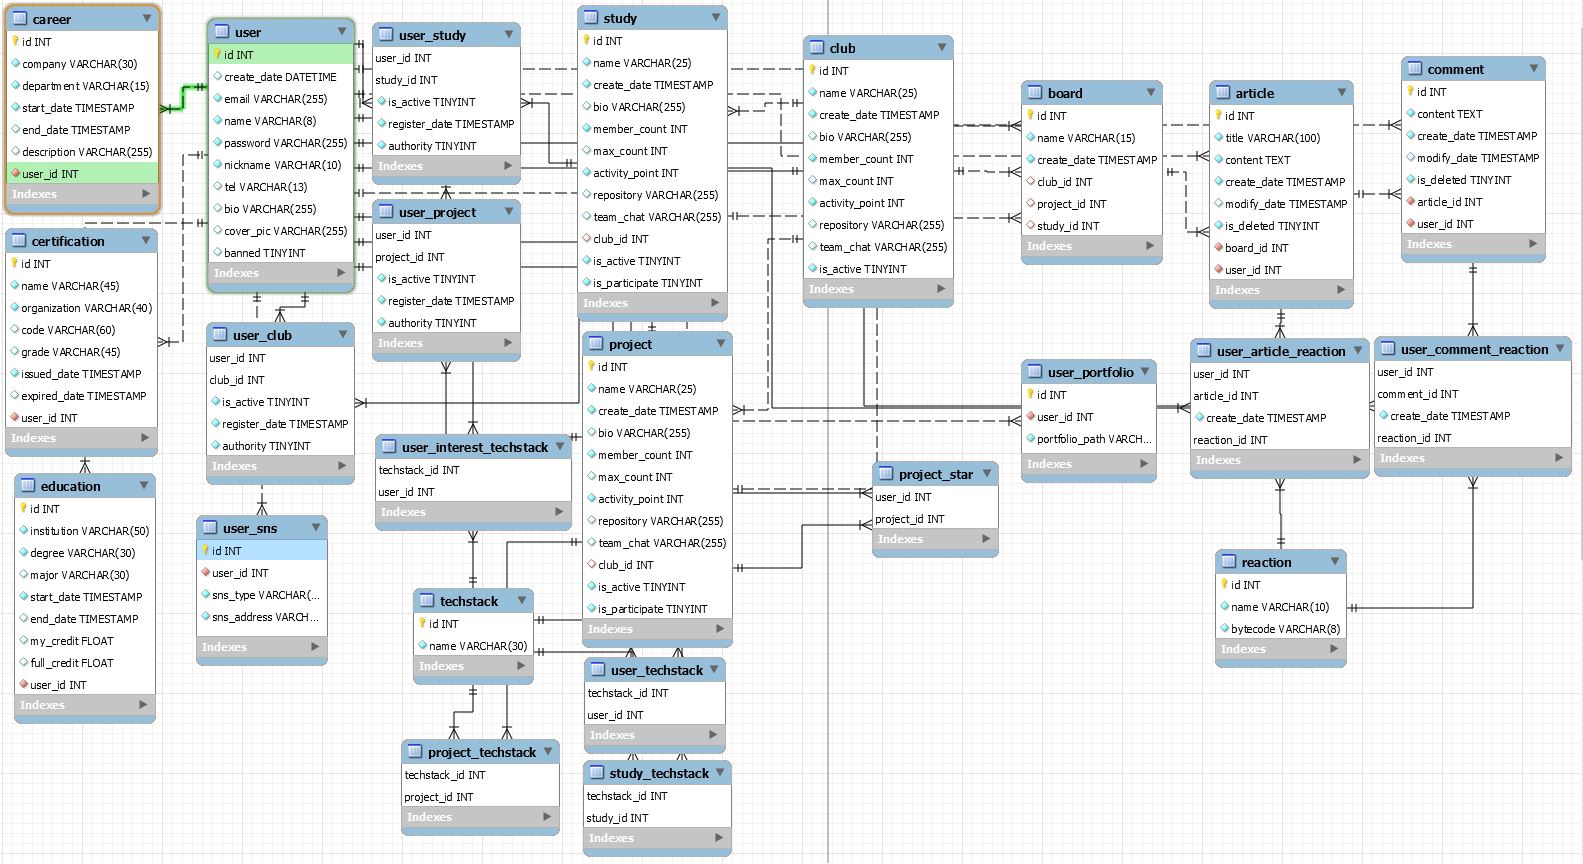 career
id INT
company VARCHAR(30)
department VARCHAR(15)
start_date TIMESTAMP
end_date TIMESTAMP
description VARCHAR(255)
user_id INT
Indexes
certification
id INT
name VARCHAR(45)
organization VARCHAR(40)
code VARCHAR(60)
grade VARCHAR(45)
issued_date TIMESTAMP
expired_date TIMESTAMP
user_id INT
Indexes
education
id INT
institution VARCHAR(50)
degree VARCHAR(30)
major VARCHAR(30)
start_date TIMESTAMP
end_date TIMESTAMP
my_credit FLOAT
full_credit FLOAT
user_id INT
Indexes
user
id INT
create_date DATETIME
email VARCHAR(255)
name VARCHAR(8)
password VARCHAR(255)
nickname VARCHAR(10)
tel VARCHAR(13)
bio VARCHAR(255)
cover_pic VARCHAR(255)
banned TINYINT
Indexes
user_club
user_id INT
club_id INT
is_active TINYINT
register_date TIMESTAMP
authority TINYINT
Indexes
user_sns
id INT
user_id INT
sns_type VARCHAR(...
sns_address VARCH...
Indexes
user_study
user_id INT
study_id INT
is_active TINYINT
register_date TIMESTAMP
authority TINYINT
Indexes
user_project
user_id INT
project_id INT
is_active TINYINT
register_date TIMESTAMP
authority TINYINT
Indexes
user_interest_techstack
techstack_id INT
user_id INT
Indexes
techstack
id INT
name VARCHAR(30)
Indexes
project_techstack
techstack_id INT
project_id INT
Indexes
study
id INT
name VARCHAR(25)
create_date TIMESTAMP
bio VARCHAR(255)
member_count INT
max_count INT
activity_point INT
repository VARCHAR(255)
team_chat VARCHAR(255)
club_id INT
is_active TINYINT
is_participate TINYINT
Indexes
project
id INT
name VARCHAR(25)
create_date TIMESTAMP
bio VARCHAR(255)
member_count INT
max_count INT
activity_point INT
repository VARCHAR(255)
team_chat VARCHAR(255)
club_id INT
is_active TINYINT
is_participate TINYINT
Indexes
user_techstack
techstack_id INT
user_id INT
Indexes
study_techstack
techstack_id INT
study_id INT
Indexes
club
id INT
name VARCHAR(25)
create_date TIMESTAMP
bio VARCHAR(255)
member_count INT
max_count INT
activity_point INT
repository VARCHAR(255)
team_chat VARCHAR(255)
is_active TINYINT
Indexes
project_star
user_id INT
project_id INT
Indexes
board
id INT
name VARCHAR(15)
create_date TIMESTAMP
club_id INT
project_id INT
study_id INT
Indexes
user_portfolio
id INT
user_id INT
portfolio_path VARCH...
Indexes
article
id INT
title VARCHAR(100)
content TEXT
create_date TIMESTAMP
modify_date TIMESTAMP
is_deleted TINYINT
board_id INT
user_id INT
Indexes
user_article_reaction
user_id INT
article_id INT
create_date TIMESTAMP
reaction_id INT
Indexes
reaction
id INT
name VARCHAR(10)
bytecode VARCHAR(8)
Indexes
comment
id INT
content TEXT
create_date TIMESTAMP
modify_date TIMESTAMP
is_deleted TINYINT
article_id INT
user_id INT
Indexes
user_comment_reaction
user_id INT
comment_id INT
create_date TIMESTAMP
reaction_id INT
Indexes